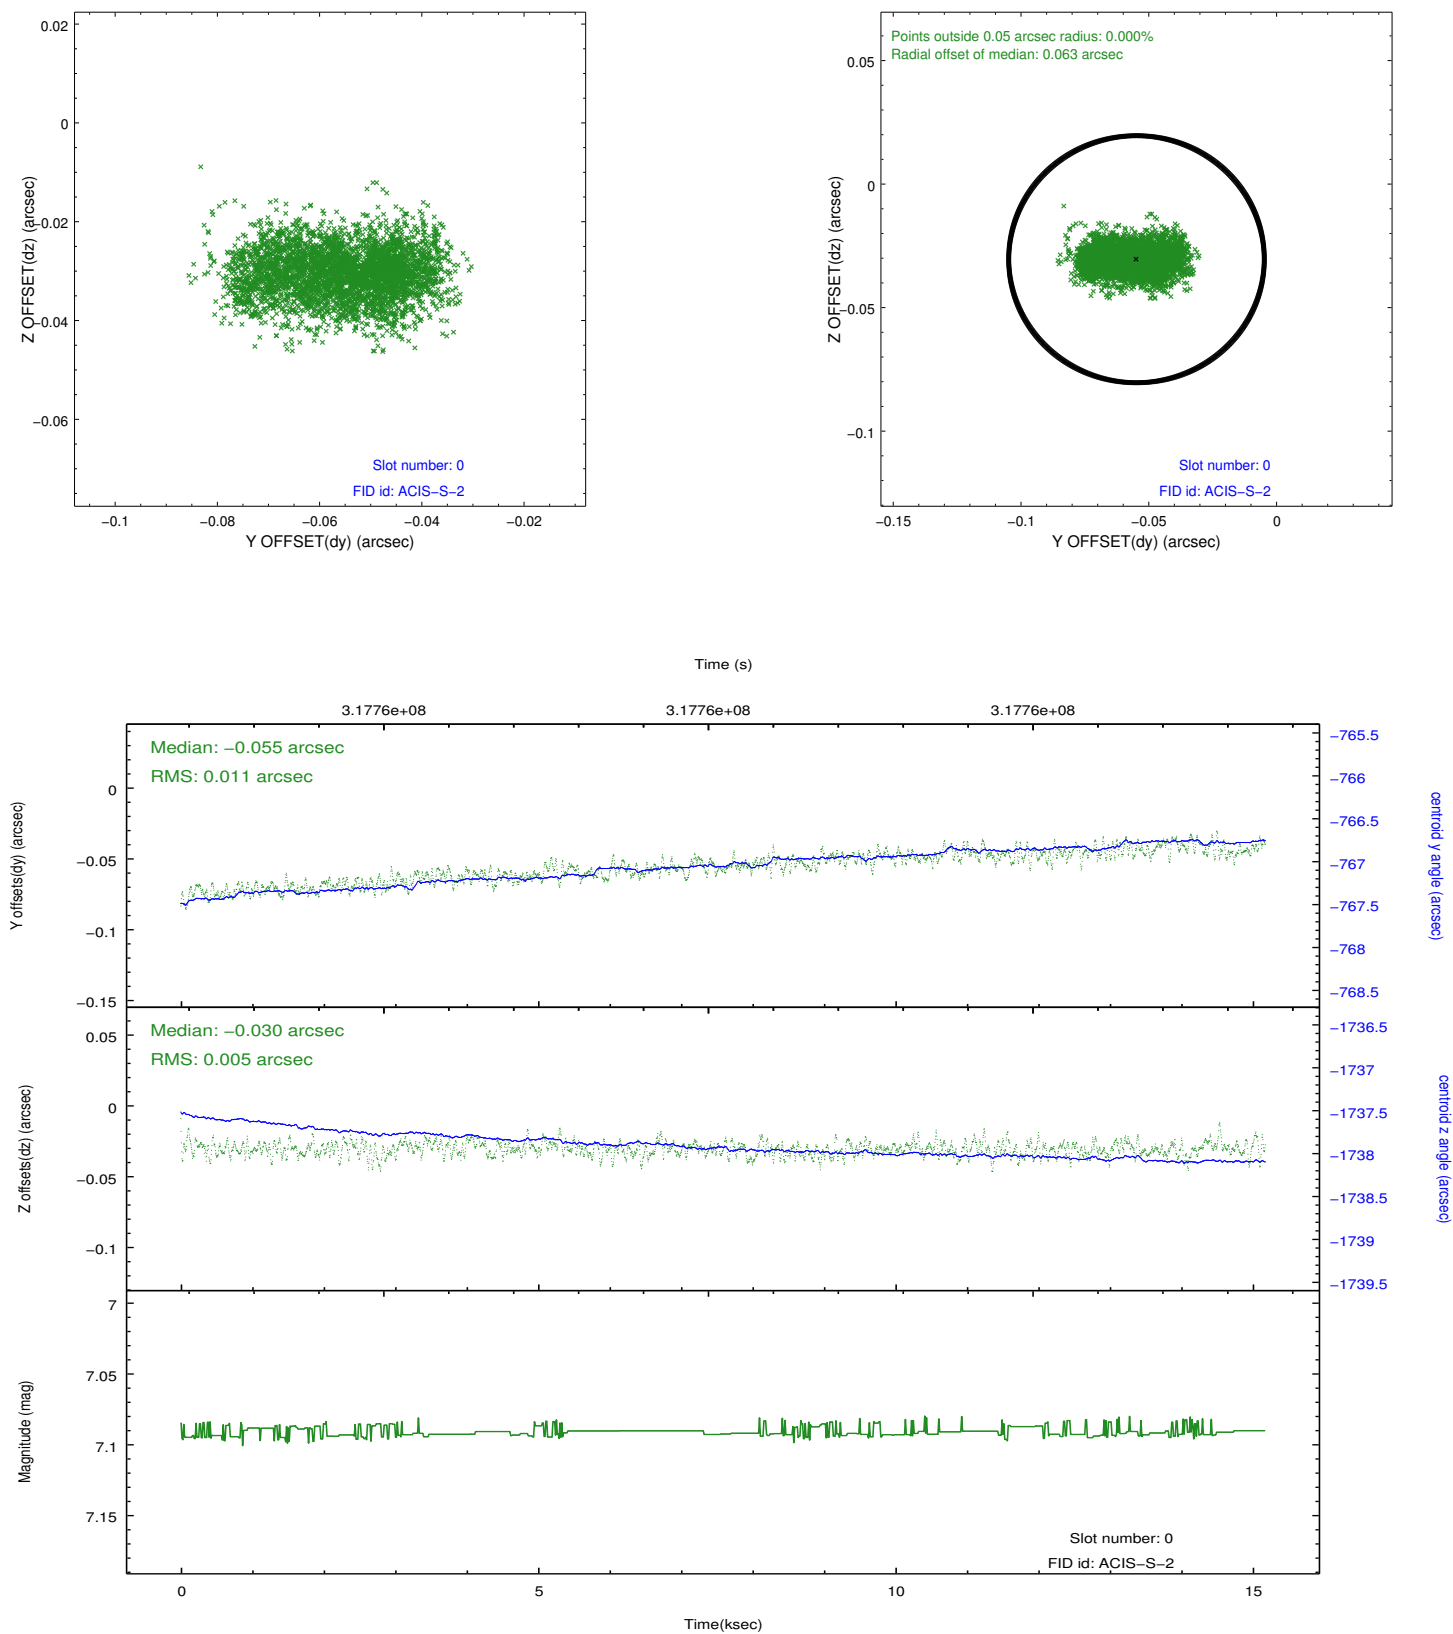 0.02
0
−0.02
−0.04
−0.06
Z OFFSET(dz) (arcsec)
Slot number: 0
FID id: ACIS−S−2
−0.1
−0.08
−0.06
−0.04
−0.02
Y OFFSET(dy) (arcsec)
Points outside 0.05 arcsec radius: 0.000%
Radial offset of median: 0.063 arcsec
0.05
0
−0.05
−0.1
Z OFFSET(dz) (arcsec)
Slot number: 0
FID id: ACIS−S−2
−0.15
−0.1
−0.05
0
Y OFFSET(dy) (arcsec)
Time (s)
3.1776e+08
3.1776e+08
3.1776e+08
Median: −0.055 arcsec
RMS: 0.011 arcsec
0
−0.05
−0.1
−0.15
Y offsets(dy) (arcsec)
−765.5
−766
−766.5
−767
−767.5
−768
−768.5
centroid y angle (arcsec)
Median: −0.030 arcsec
RMS: 0.005 arcsec
0.05
0
−0.05
−0.1
Z offsets(dz) (arcsec)
−1736.5
−1737
−1737.5
−1738
−1738.5
−1739
−1739.5
centroid z angle (arcsec)
7
7.05
7.1
7.15
Magnitude (mag)
Slot number: 0
FID id: ACIS−S−2
0
5
10
15
Time(ksec)